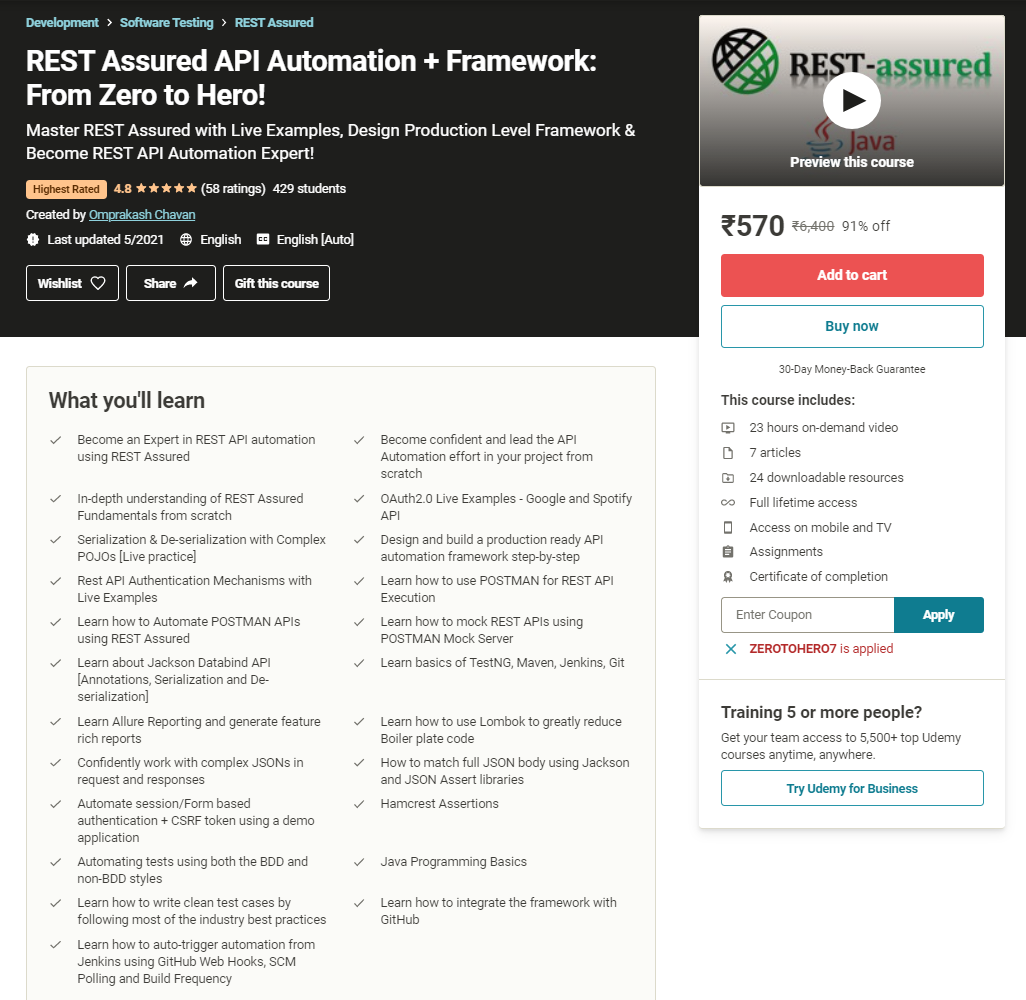 Development > Software Testing > REST Assured
REST Assured API Automation + Framework:
From Zero to Hero!
Master REST Assured with Live Examples, Design Production Level Framework &
Become REST API Automation Expert!
Highest Rated 4.8 ★★★★★ (58 ratings) 429 students
Created by Omprakash Chavan
Last updated 5/2021 English English [Auto]
Wishlist Share Gift this course
What you'll learn
Become an Expert in REST API automation
using REST Assured
Become confident and lead the API
Automation effort in your project from
scratch
In-depth understanding of REST Assured
Fundamentals from scratch
OAuth2.0 Live Examples - Google and Spotify
API
Serialization & De-serialization with Complex
POJOs [Live practice]
Design and build a production ready API
automation framework step-by-step
Rest API Authentication Mechanisms with
Live Examples
Learn how to use POSTMAN for REST API
Execution
Learn how to Automate POSTMAN APIs
using REST Assured
Learn how to mock REST APIs using
POSTMAN Mock Server
Learn about Jackson Databind API
[Annotations, Serialization and De-
serialization]
Learn basics of TestNG, Maven, Jenkins, Git
Learn Allure Reporting and generate feature
rich reports
Learn how to use Lombok to greatly reduce
Boiler plate code
Confidently work with complex JSONs in
request and responses
How to match full JSON body using Jackson
and JSON Assert libraries
Automate session/Form based
authentication + CSRF token using a demo
application
Hamcrest Assertions
Automating tests using both the BDD and
non-BDD styles
Java Programming Basics
Learn how to write clean test cases by
following most of the industry best practices
Learn how to integrate the framework with
GitHub
Learn how to auto-trigger automation from
Jenkins using GitHub Web Hooks, SCM
Polling and Build Frequency
REST-assured
Java
Preview this course
₹570 ₹6,400 91% off
Add to cart
Buy now
30-Day Money-Back Guarantee
This course includes:
23 hours on-demand video
7 articles
24 downloadable resources
Full lifetime access
Access on mobile and TV
Assignments
Certificate of completion
Enter Coupon Apply
ZEROTOHERO7 is applied
Training 5 or more people?
Get your team access to 5,500+ top Udemy
courses anytime, anywhere.
Try Udemy for Business